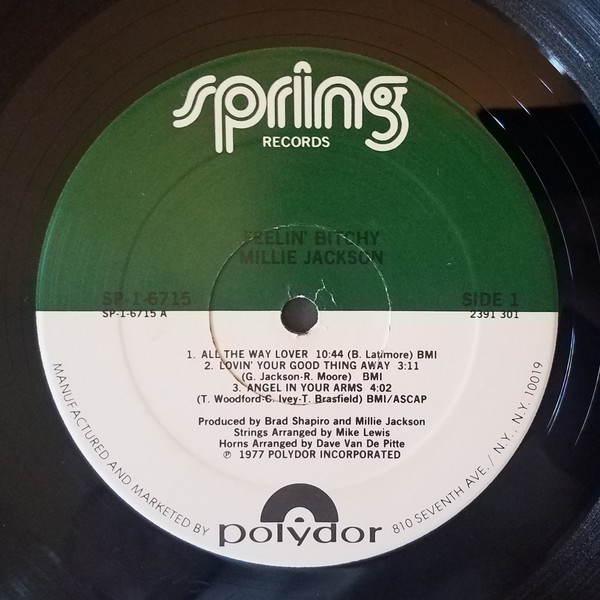 spring
RECORDS
FEELIN' BITCHY
MILLIE JACKSON
SP-1-6715 SIDE 1
SP-1-6715 A 2391 301
1. ALL THE WAY LOVER 10:44 (B. Latimore) BMI
2. LOVIN' YOUR GOOD THING AWAY 3:11
(G. Jackson-R. Moore) BMI
3. ANGEL IN YOUR ARMS 4:02
(T. Woodford-C. Ivey-T. Brasfield) BMI/ASCAP
Produced by Brad Shapiro and Millie Jackson
Strings Arranged by Mike Lewis
Horns Arranged by Dave Van De Pitte
℗ 1977 POLYDOR INCORPORATED
MANUFACTURED AND MARKETED BY polydor 810 SEVENTH AVE. / N.Y. N.Y. 10019